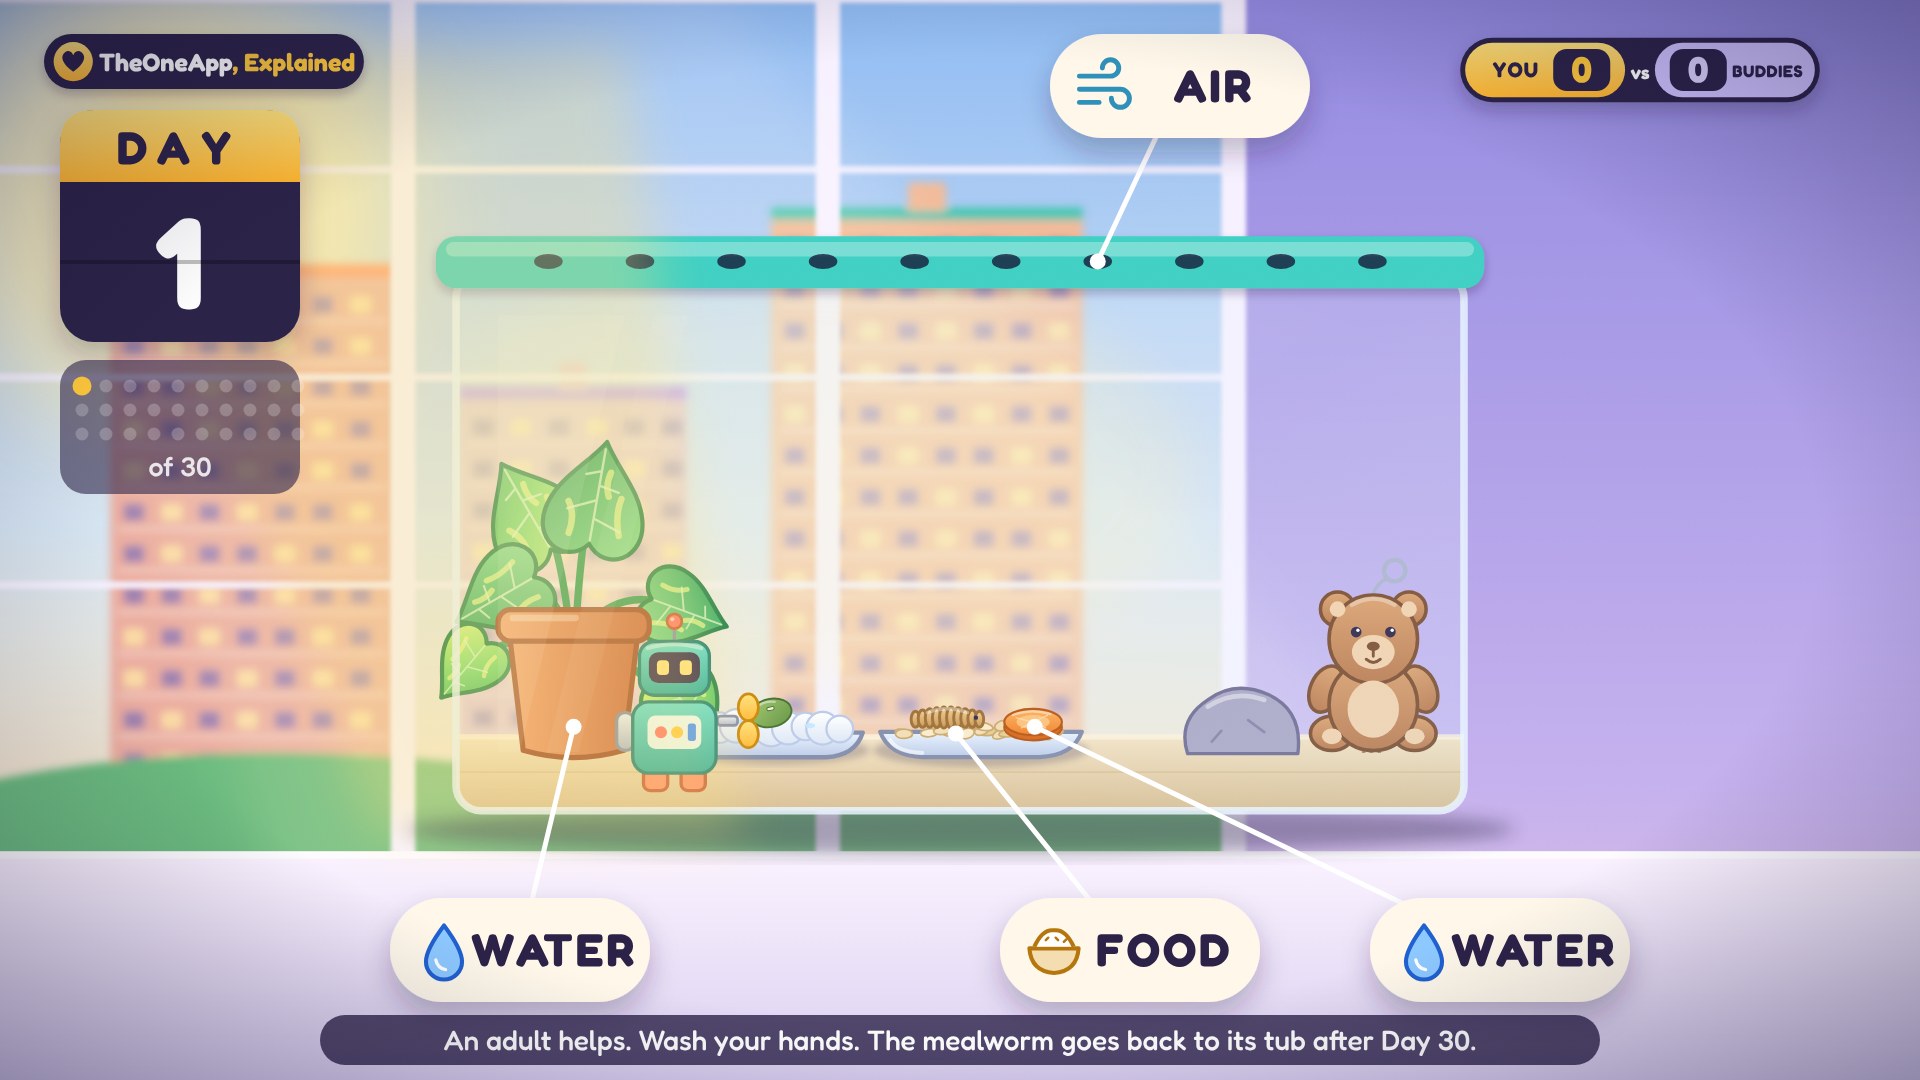 TheOneApp, Explained
DAY
1
of 30
AIR
YOU 0 vs 0 BUDDIES
WATER
FOOD
WATER
An adult helps. Wash your hands. The mealworm goes back to its tub after Day 30.